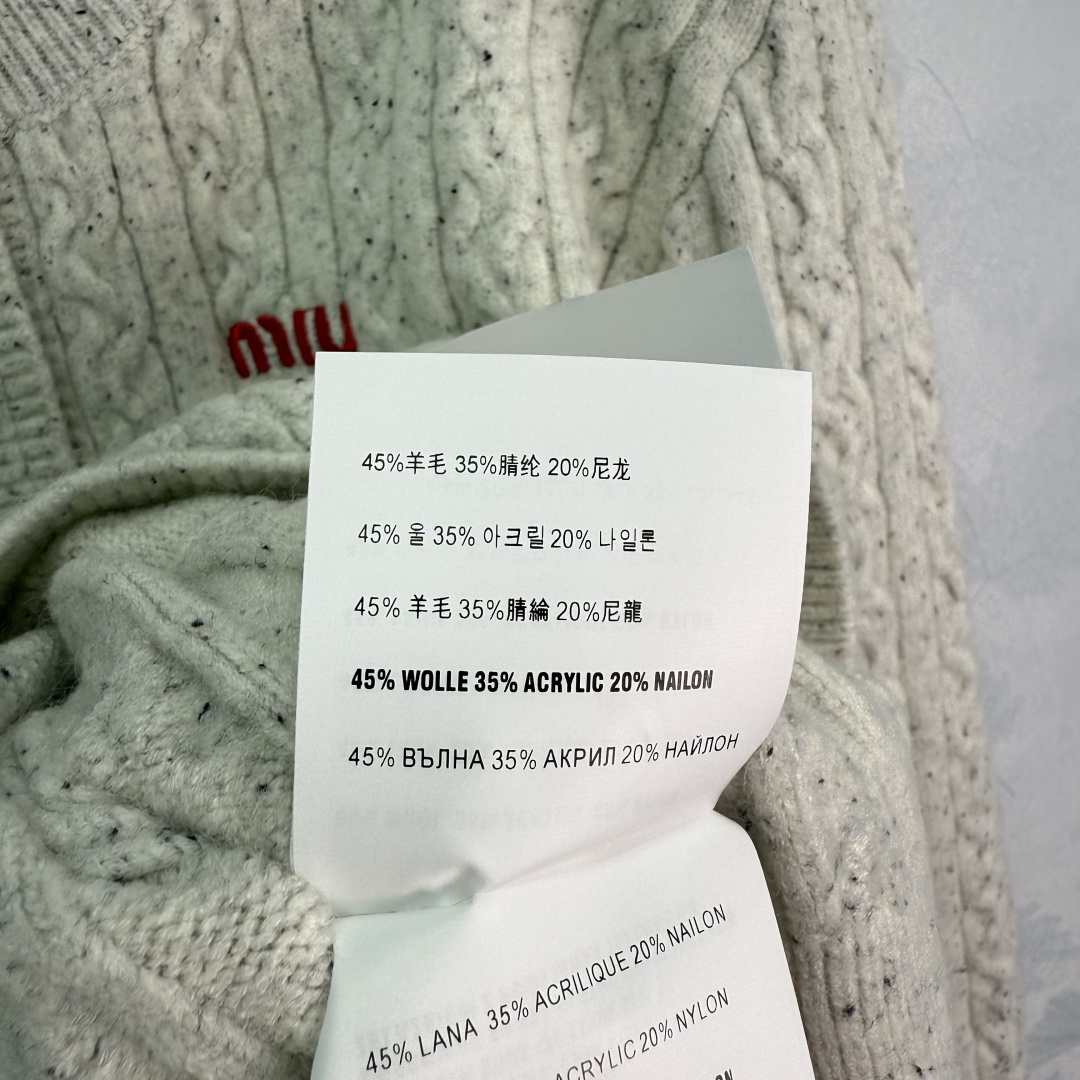 MIU
45%羊毛 35%腈纶 20%尼龙
45% 울 35% 아크릴 20% 나일론
45% 羊毛 35%腈綸 20%尼龍
45% WOLLE 35% ACRYLIC 20% NAILON
45% ВЪЛНА 35% АКРИЛ 20% НАЙЛОН
45% LANA 35% ACRILIQUE 20% NAILON
ACRYLIC 20% NYLON